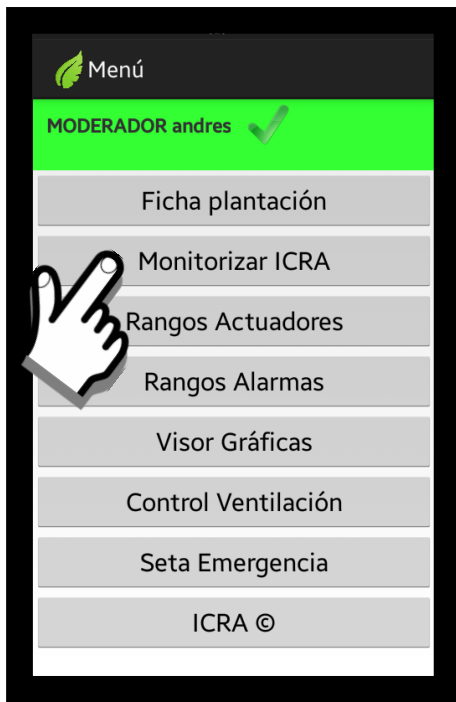 Menú
MODERADOR andres
Ficha plantación
Monitorizar ICRA
Rangos Actuadores
Rangos Alarmas
Visor Gráficas
Control Ventilación
Seta Emergencia
ICRA ©